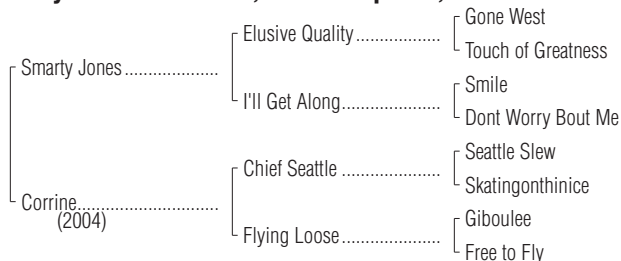 Gone West
Elusive Quality
Touch of Greatness
Smarty Jones
Smile
I'll Get Along
Dont Worry Bout Me
Seattle Slew
Chief Seattle
Skatingonthinice
Corrine
(2004)
Giboulee
Flying Loose
Free to Fly